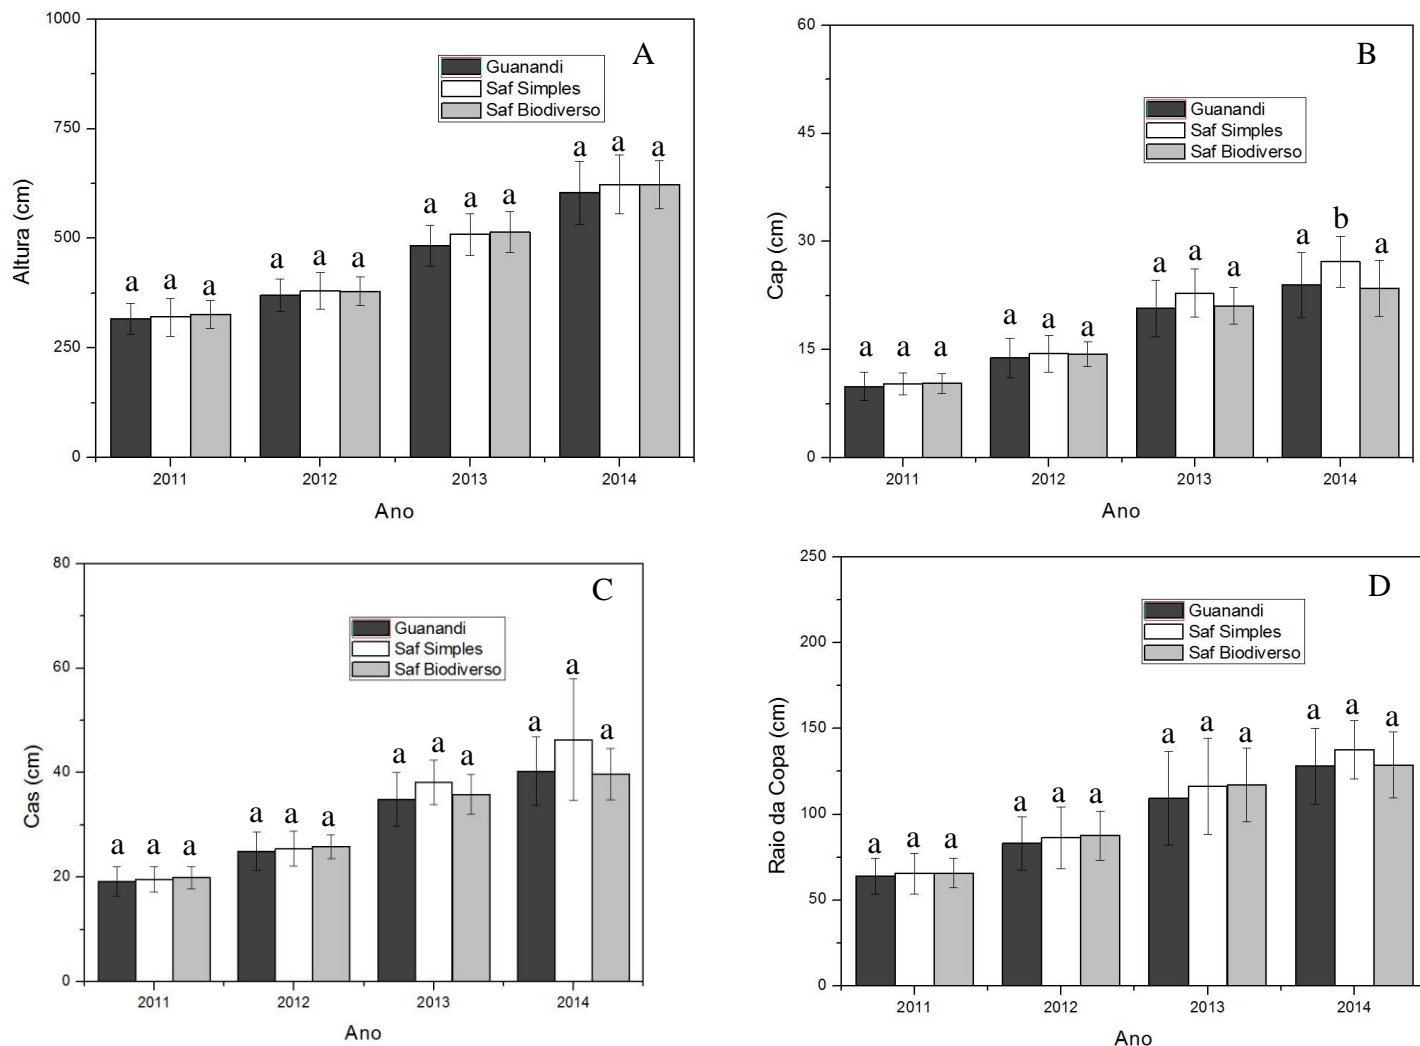 A
1000
750
500
250
0
Altura (cm)
Guanandi
Saf Simples
Saf Biodiverso
a a a
a a a
a a a
a a a
2011 2012 2013 2014
Ano
B
60
45
30
15
0
Cap (cm)
Guanandi
Saf Simples
Saf Biodiverso
a a a
a a a
a a a
a b a
2011 2012 2013 2014
Ano
C
80
60
40
20
0
Cas (cm)
Guanandi
Saf Simples
Saf Biodiverso
a a a
a a a
a a a
a a a
2011 2012 2013 2014
Ano
D
250
200
150
100
50
0
Raio da Copa (cm)
Guanandi
Saf Simples
Saf Biodiverso
a a a
a a a
a a a
a a a
2011 2012 2013 2014
Ano